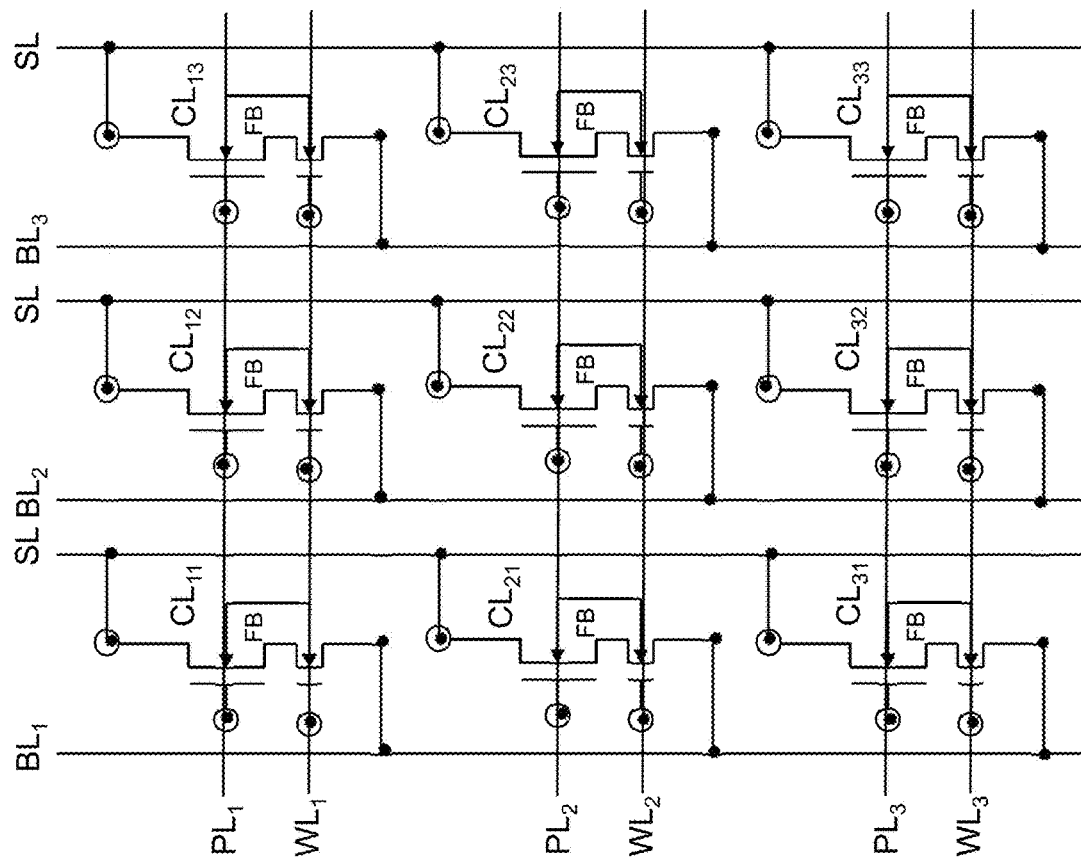 BL₁ SL BL₂ SL BL₃ SL
CL₁₁ CL₁₂ CL₁₃
FB FB FB
PL₁
WL₁
CL₂₁ CL₂₂ CL₂₃
FB FB FB
PL₂
WL₂
CL₃₁ CL₃₂ CL₃₃
FB FB FB
PL₃
WL₃